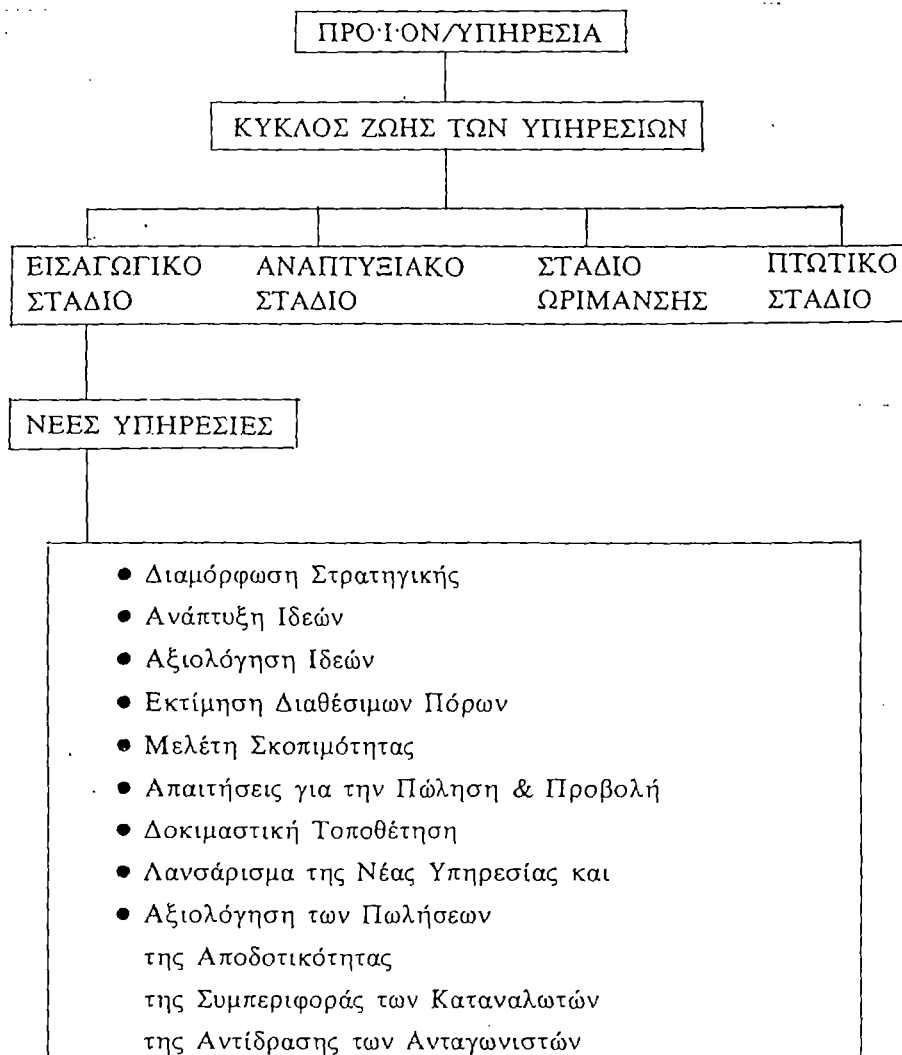 ΠΡΟ·Ι·ΟΝ/ΥΠΗΡΕΣΙΑ
ΚΥΚΛΟΣ ΖΩΗΣ ΤΩΝ ΥΠΗΡΕΣΙΩΝ
ΕΙΣΑΓΩΓΙΚΟ ΑΝΑΠΤΥΞΙΑΚΟ ΣΤΑΔΙΟ ΠΤΩΤΙΚΟ
ΣΤΑΔΙΟ ΣΤΑΔΙΟ ΩΡΙΜΑΝΣΗΣ ΣΤΑΔΙΟ
ΝΕΕΣ ΥΠΗΡΕΣΙΕΣ
● Διαμόρφωση Στρατηγικής
● Ανάπτυξη Ιδεών
● Αξιολόγηση Ιδεών
● Εκτίμηση Διαθέσιμων Πόρων
● Μελέτη Σκοπιμότητας
● Απαιτήσεις για την Πώληση & Προβολή
● Δοκιμαστική Τοποθέτηση
● Λανσάρισμα της Νέας Υπηρεσίας και
● Αξιολόγηση των Πωλήσεων
της Αποδοτικότητας
της Συμπεριφοράς των Καταναλωτών
της Αντίδρασης των Ανταγωνιστών